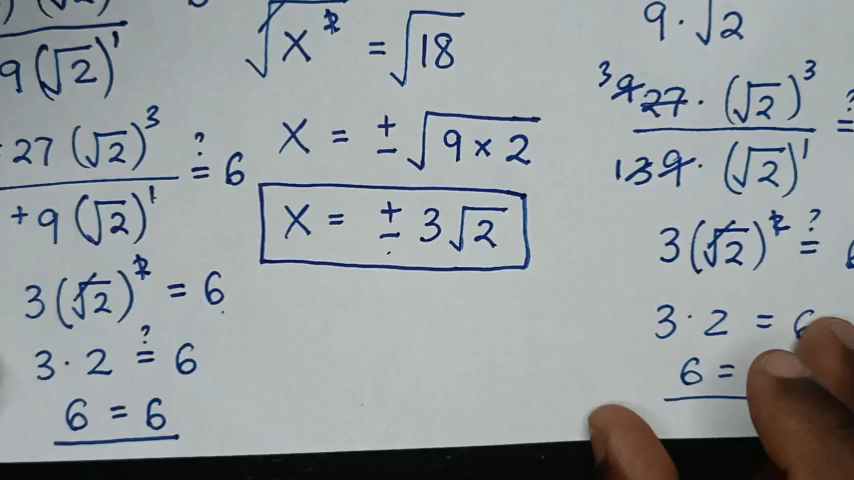 9(√2)¹
27(√2)³ ?= 6
+9(√2)¹
3(√2)² = 6
3·2 ?= 6
6 = 6
√x² = √18
x = ±√9×2
x = ±3√2
9·√2
3 9 27·(√2)³ ?=
1 3 9·(√2)¹
3(√2)² ?=
3·2 = 6
6 =